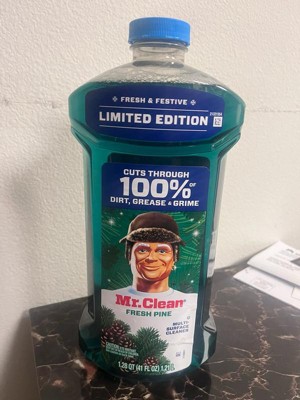 FRESH & FESTIVE
LIMITED EDITION
CUTS THROUGH
100% OF
DIRT, GREASE & GRIME
Mr. Clean®
FRESH PINE
MULTI-
SURFACE
CLEANER
1.28 QT (41 FL OZ) 1.21 L